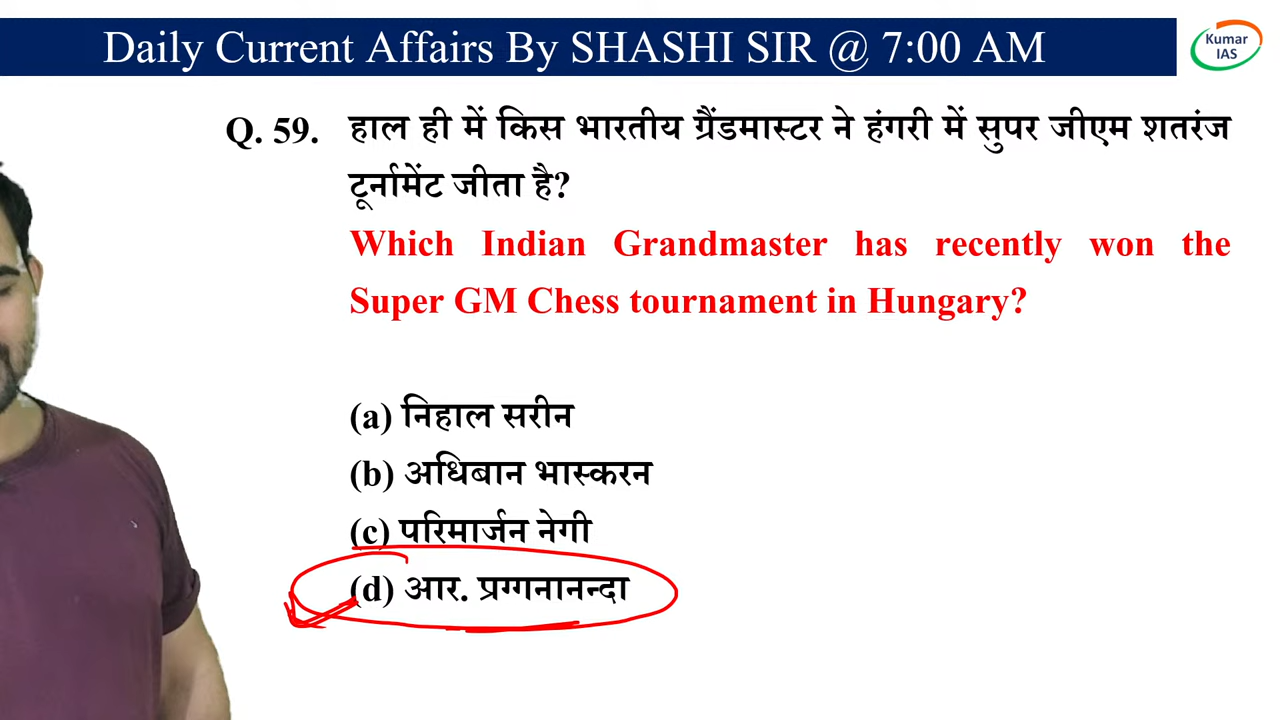 Daily Current Affairs By SHASHI SIR @ 7:00 AM
Kumar
IAS
Q. 59. हाल ही में किस भारतीय ग्रैंडमास्टर ने हंगरी में सुपर जीएम शतरंज
टूर्नामेंट जीता है?
Which Indian Grandmaster has recently won the
Super GM Chess tournament in Hungary?
(a) निहाल सरीन
(b) अधिबान भास्करन
(c) परिमार्जन नेगी
(d) आर. प्रग्गनानन्दा